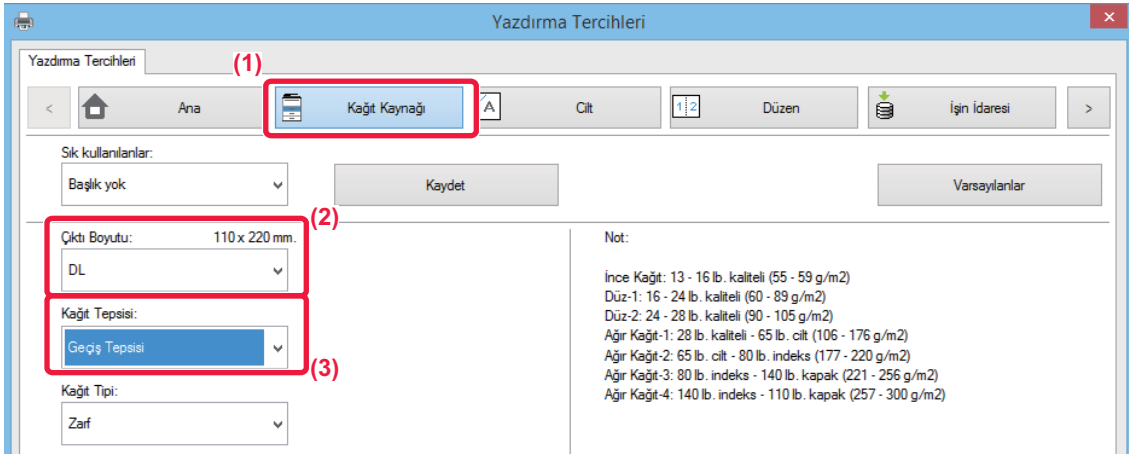 Yazdırma Tercihleri
Yazdırma Tercihleri
(1)
< Ana Kağıt Kaynağı A Cilt 1 2 Düzen İşin İdaresi >
Sık kullanılanlar:
Başlık yok Kaydet Varsayılanlar
(2)
Çıktı Boyutu: 110 x 220 mm.
DL
Kağıt Tepsisi:
Geçiş Tepsisi
(3)
Kağıt Tipi:
Zarf
Not:
İnce Kağıt: 13 - 16 lb. kaliteli (55 - 59 g/m2)
Düz-1: 16 - 24 lb. kaliteli (60 - 89 g/m2)
Düz-2: 24 - 28 lb. kaliteli (90 - 105 g/m2)
Ağır Kağıt-1: 28 lb. kaliteli - 65 lb. cilt (106 - 176 g/m2)
Ağır Kağıt-2: 65 lb. cilt - 80 lb. indeks (177 - 220 g/m2)
Ağır Kağıt-3: 80 lb. indeks - 140 lb. kapak (221 - 256 g/m2)
Ağır Kağıt-4: 140 lb. indeks - 110 lb. kapak (257 - 300 g/m2)